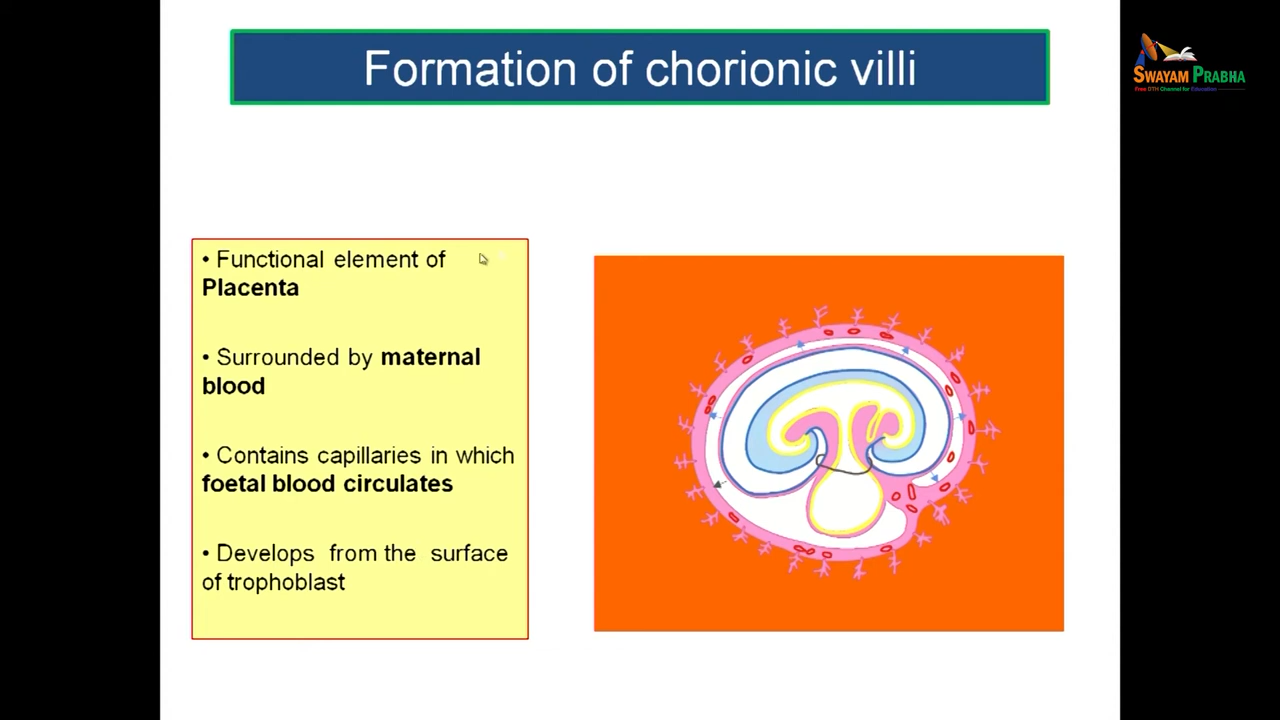 Formation of chorionic villi
SWAYAM PRABHA
Free DTH Channel for Education
• Functional element of
Placenta
• Surrounded by maternal
blood
• Contains capillaries in which
foetal blood circulates
• Develops from the surface
of trophoblast